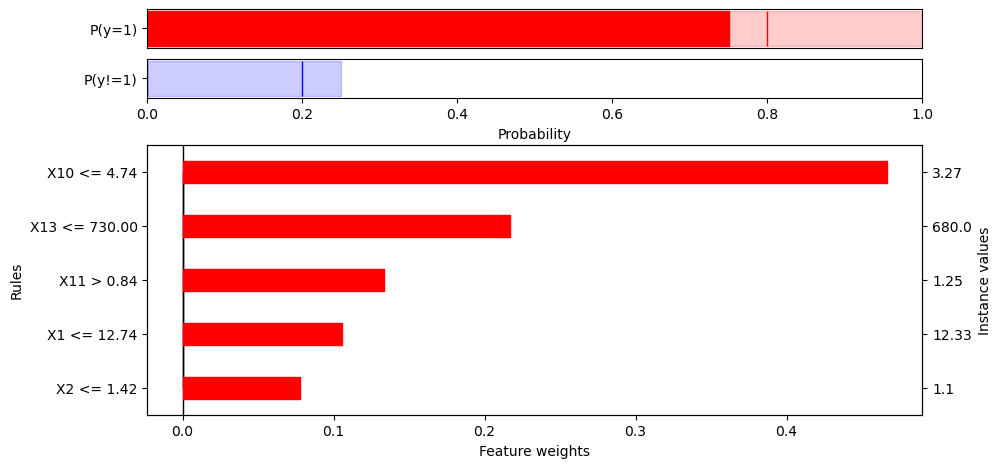 P(y=1)
P(y!=1)
0.0 0.2 0.4 0.6 0.8 1.0
Probability
X10 <= 4.74 3.27
X13 <= 730.00 680.0
X11 > 0.84 1.25
X1 <= 12.74 12.33
X2 <= 1.42 1.1
Rules
Instance values
0.0 0.1 0.2 0.3 0.4
Feature weights